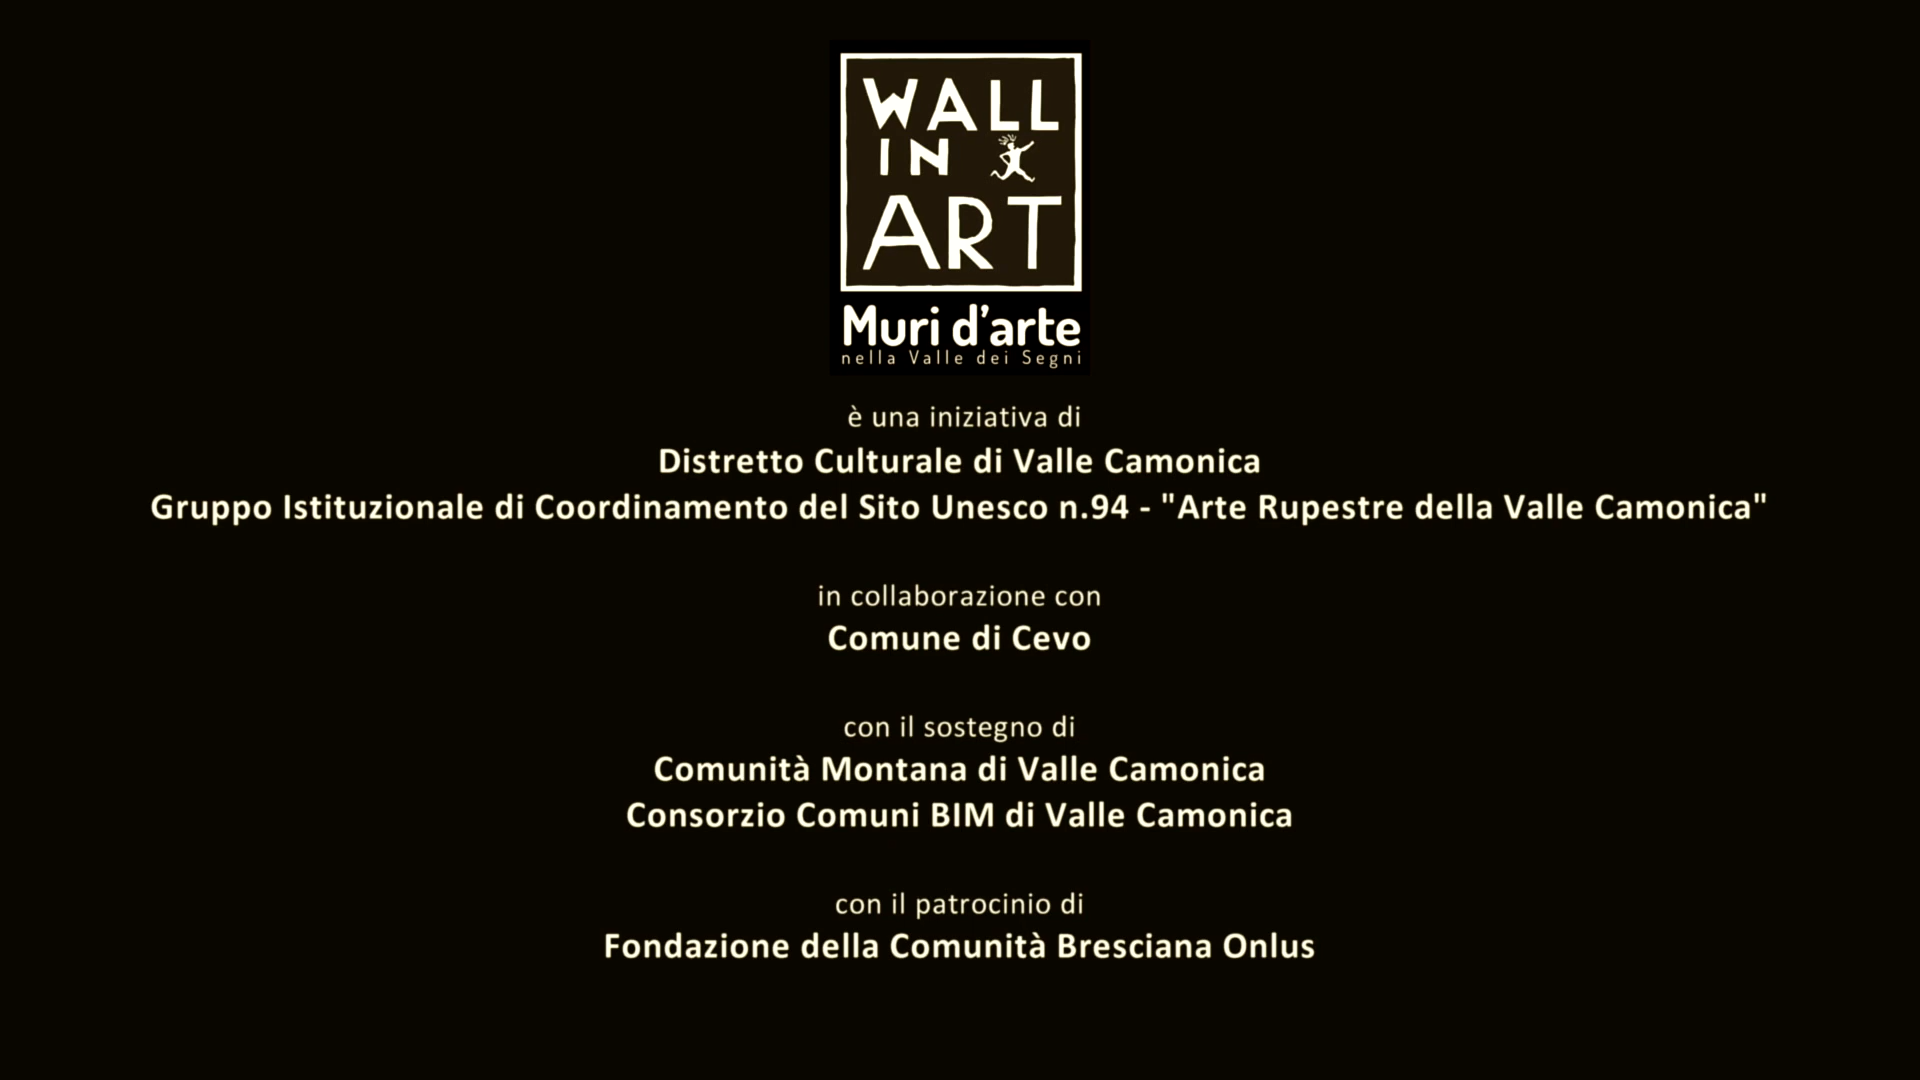 WALL
IN
ART
Muri d'arte
nella Valle dei Segni
è una iniziativa di
Distretto Culturale di Valle Camonica
Gruppo Istituzionale di Coordinamento del Sito Unesco n.94 - "Arte Rupestre della Valle Camonica"
in collaborazione con
Comune di Cevo
con il sostegno di
Comunità Montana di Valle Camonica
Consorzio Comuni BIM di Valle Camonica
con il patrocinio di
Fondazione della Comunità Bresciana Onlus